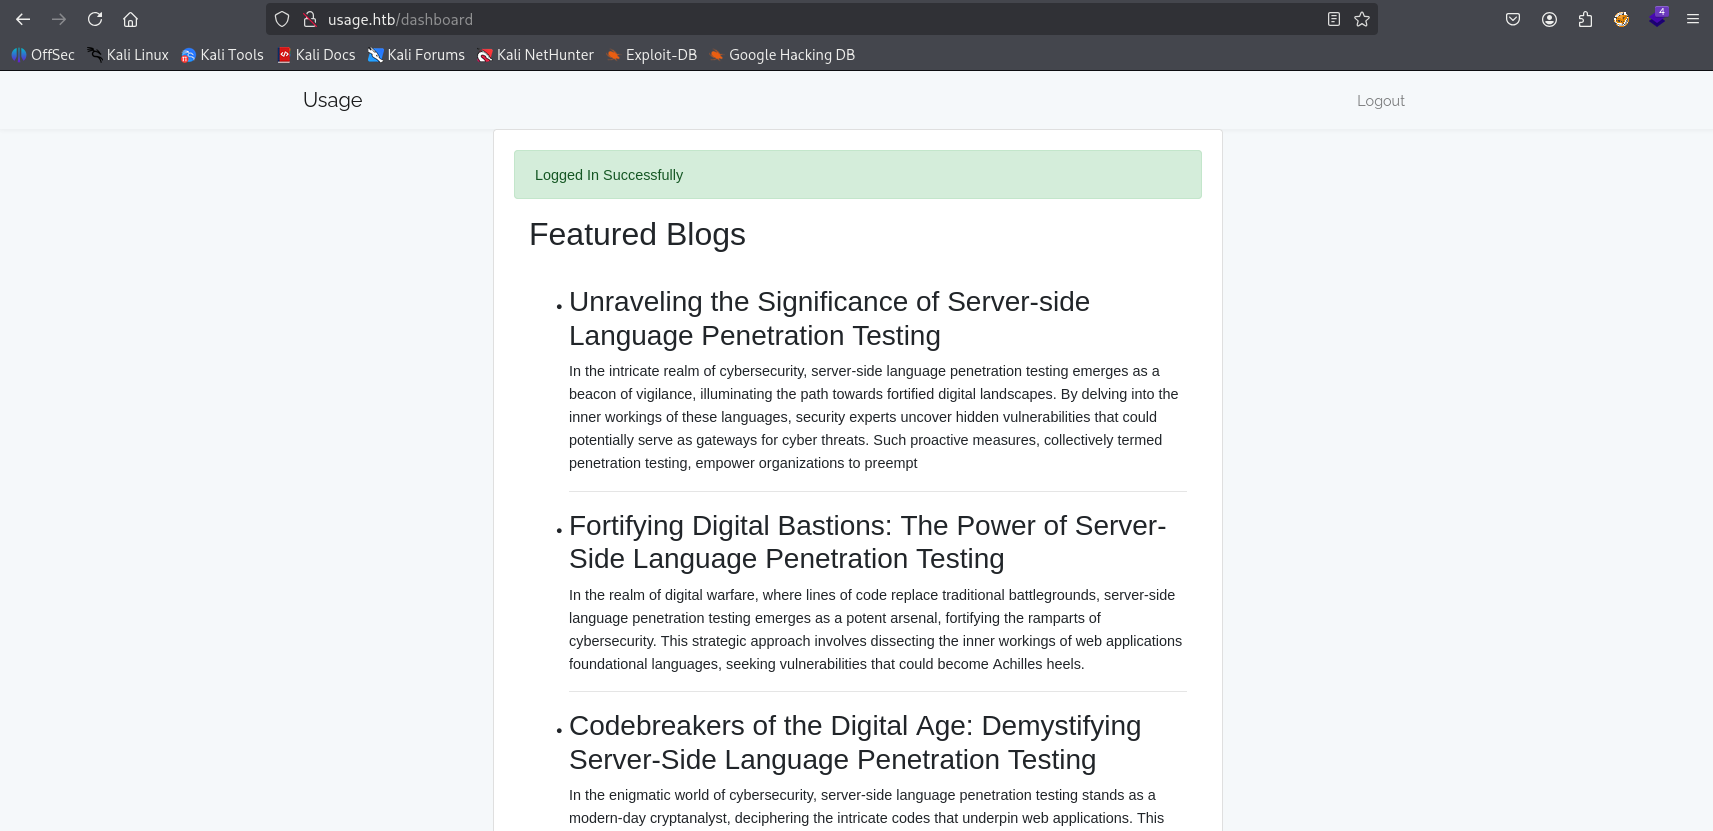 usage.htb/dashboard
4
OffSec Kali Linux Kali Tools Kali Docs Kali Forums Kali NetHunter Exploit-DB Google Hacking DB
Usage Logout
Logged In Successfully
Featured Blogs
Unraveling the Significance of Server-side
Language Penetration Testing
In the intricate realm of cybersecurity, server-side language penetration testing emerges as a
beacon of vigilance, illuminating the path towards fortified digital landscapes. By delving into the
inner workings of these languages, security experts uncover hidden vulnerabilities that could
potentially serve as gateways for cyber threats. Such proactive measures, collectively termed
penetration testing, empower organizations to preempt
Fortifying Digital Bastions: The Power of Server-
Side Language Penetration Testing
In the realm of digital warfare, where lines of code replace traditional battlegrounds, server-side
language penetration testing emerges as a potent arsenal, fortifying the ramparts of
cybersecurity. This strategic approach involves dissecting the inner workings of web applications
foundational languages, seeking vulnerabilities that could become Achilles heels.
Codebreakers of the Digital Age: Demystifying
Server-Side Language Penetration Testing
In the enigmatic world of cybersecurity, server-side language penetration testing stands as a
modern-day cryptanalyst, deciphering the intricate codes that underpin web applications. This